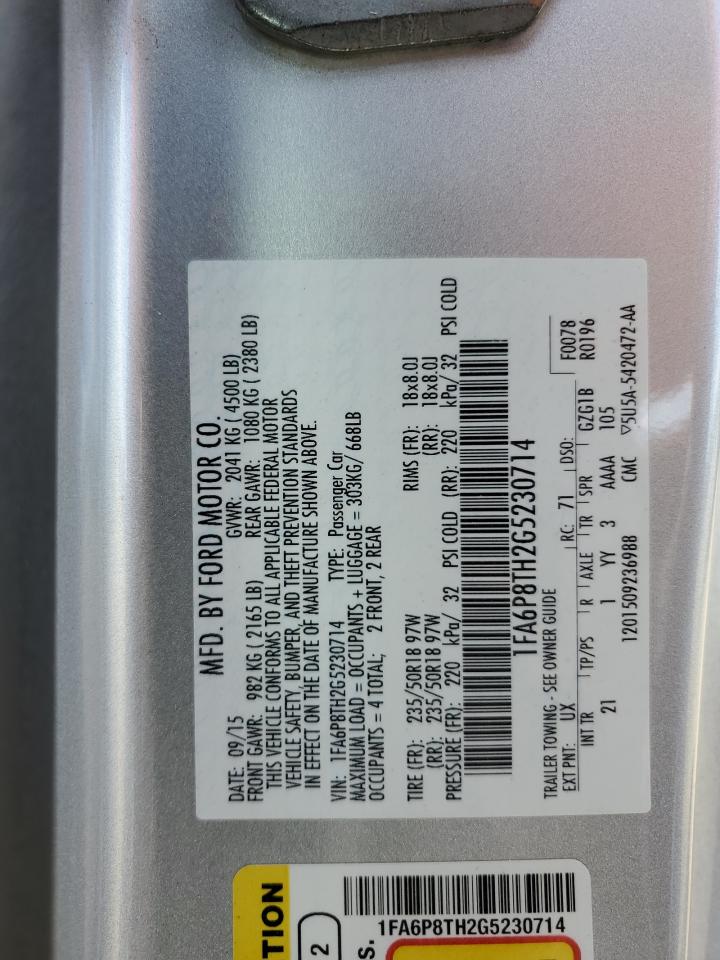 MFD. BY FORD MOTOR CO.
DATE: 09/15 GVWR: 2041 KG ( 4500 LB)
FRONT GAWR: 982 KG ( 2165 LB) REAR GAWR: 1080 KG ( 2380 LB)
THIS VEHICLE CONFORMS TO ALL APPLICABLE FEDERAL MOTOR
VEHICLE SAFETY, BUMPER, AND THEFT PREVENTION STANDARDS
IN EFFECT ON THE DATE OF MANUFACTURE SHOWN ABOVE.
VIN: 1FA6P8TH2G5230714 TYPE: Passenger Car
MAXIMUM LOAD = OCCUPANTS + LUGGAGE = 303KG/ 668LB
OCCUPANTS = 4 TOTAL; 2 FRONT, 2 REAR
TIRE (FR): 235/50R18 97W RIMS (FR): 18x8.0J
(RR): 235/50R18 97W (RR): 18x8.0J
PRESSURE (FR): 220 kPa/ 32 PSI COLD (RR): 220 kPa/ 32 PSI COLD
1FA6P8TH2G5230714
TRAILER TOWING - SEE OWNER GUIDE
EXT PNT: UX RC: 71 DSO: F0078
INT TR TP/PS R AXLE TR SPR R0196
21 1 YY 3 AAAA GZG1B
105
1201509236988 CMC ▽5U5A-5420472-AA
TION
2
S.
1FA6P8TH2G5230714